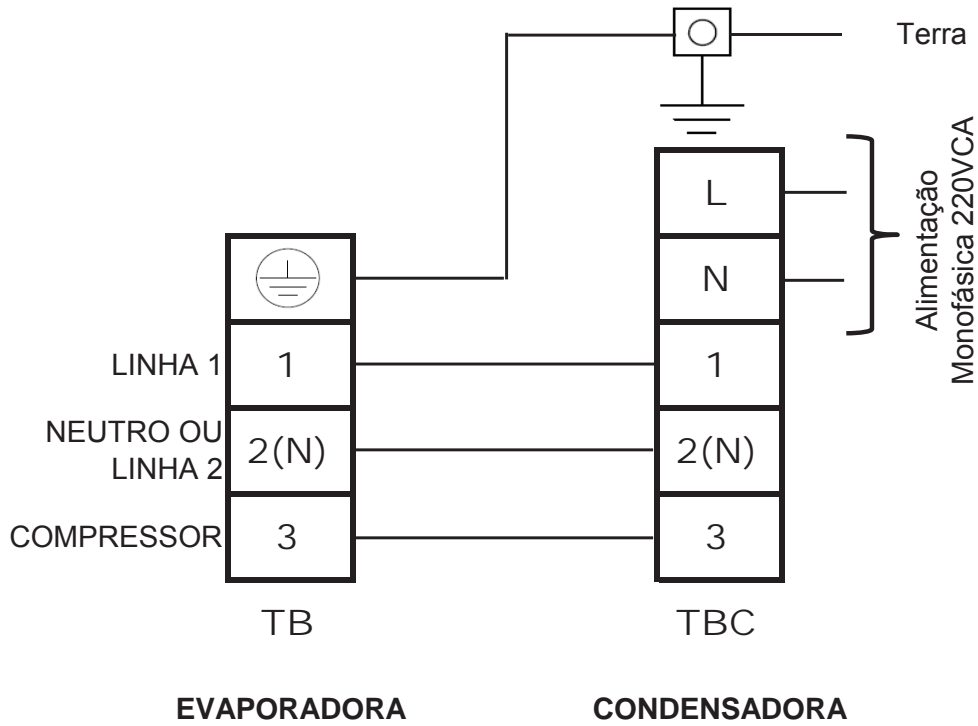 Terra
L
N
Alimentação
Monofásica 220VCA
LINHA 1
1
1
NEUTRO OU
LINHA 2
2(N)
2(N)
COMPRESSOR
3
3
TB
TBC
EVAPORADORA
CONDENSADORA